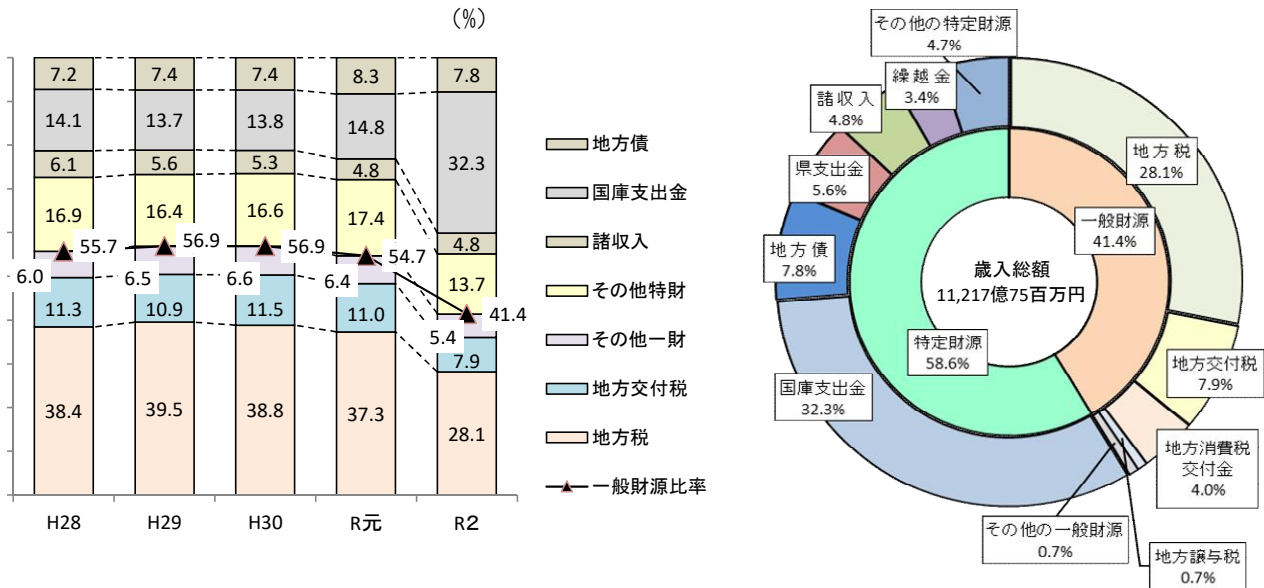 (%)
7.2
7.4
7.4
8.3
7.8
14.1
13.7
13.8
14.8
32.3
6.1
5.6
5.3
4.8
4.8
16.9
16.4
16.6
17.4
13.7
55.7
56.9
56.9
54.7
41.4
6.0
6.5
6.6
6.4
5.4
11.3
10.9
11.5
11.0
7.9
38.4
39.5
38.8
37.3
28.1
H28
H29
H30
R元
R2
地方債
国庫支出金
諸収入
その他特財
その他一財
地方交付税
地方税
一般財源比率
その他の特定財源
4.7%
繰越金
3.4%
諸収入
4.8%
県支出金
5.6%
地方債
7.8%
国庫支出金
32.3%
特定財源
58.6%
歳入総額
11,217億75百万円
一般財源
41.4%
地方税
28.1%
地方交付税
7.9%
地方消費税
交付金
4.0%
地方譲与税
0.7%
その他の一般財源
0.7%